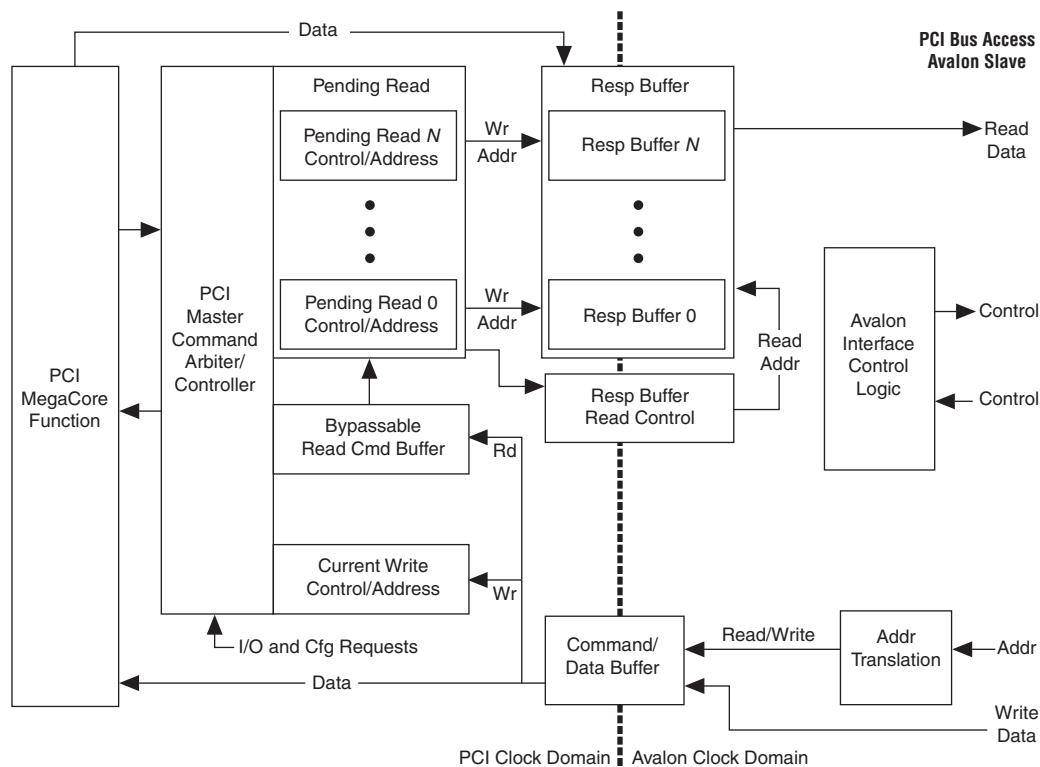 Data
PCI Bus Access
Avalon Slave
Pending Read
Resp Buffer
Pending Read N
Control/Address
Wr
Addr
Resp Buffer N
Read
Data
PCI
MegaCore
Function
PCI
Master
Command
Arbiter/
Controller
Pending Read 0
Control/Address
Wr
Addr
Resp Buffer 0
Read
Addr
Avalon
Interface
Control
Logic
Control
Control
Resp Buffer
Read Control
Bypassable
Read Cmd Buffer
Rd
Current Write
Control/Address
Wr
I/O and Cfg Requests
Command/
Data Buffer
Read/Write
Addr
Translation
Addr
Data
Write
Data
PCI Clock Domain
Avalon Clock Domain